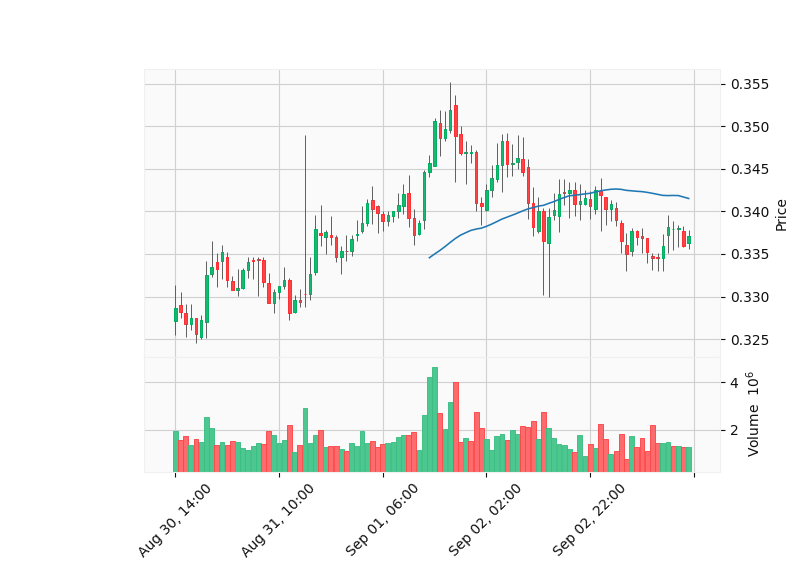 0.355
0.350
0.345
0.340
0.335
0.330
0.325
Price
4
2
Volume 10^6
Aug 30, 14:00
Aug 31, 10:00
Sep 01, 06:00
Sep 02, 02:00
Sep 02, 22:00